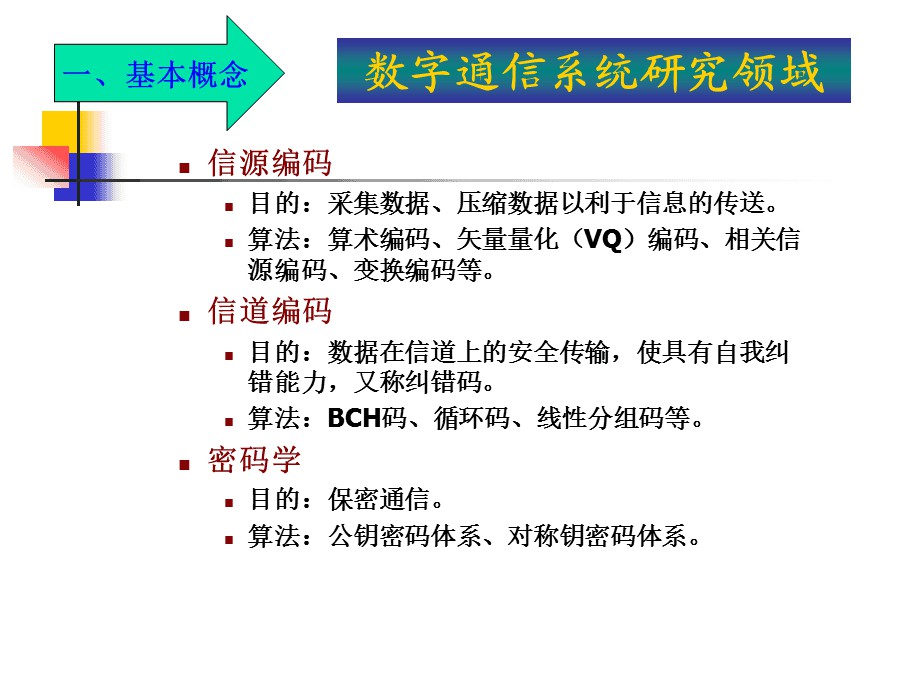 一、基本概念
数字通信系统研究领域
信源编码
目的：采集数据、压缩数据以利于信息的传送。
算法：算术编码、矢量量化（VQ）编码、相关信
源编码、变换编码等。
信道编码
目的：数据在信道上的安全传输，使具有自我纠
错能力，又称纠错码。
算法：BCH码、循环码、线性分组码等。
密码学
目的：保密通信。
算法：公钥密码体系、对称钥密码体系。